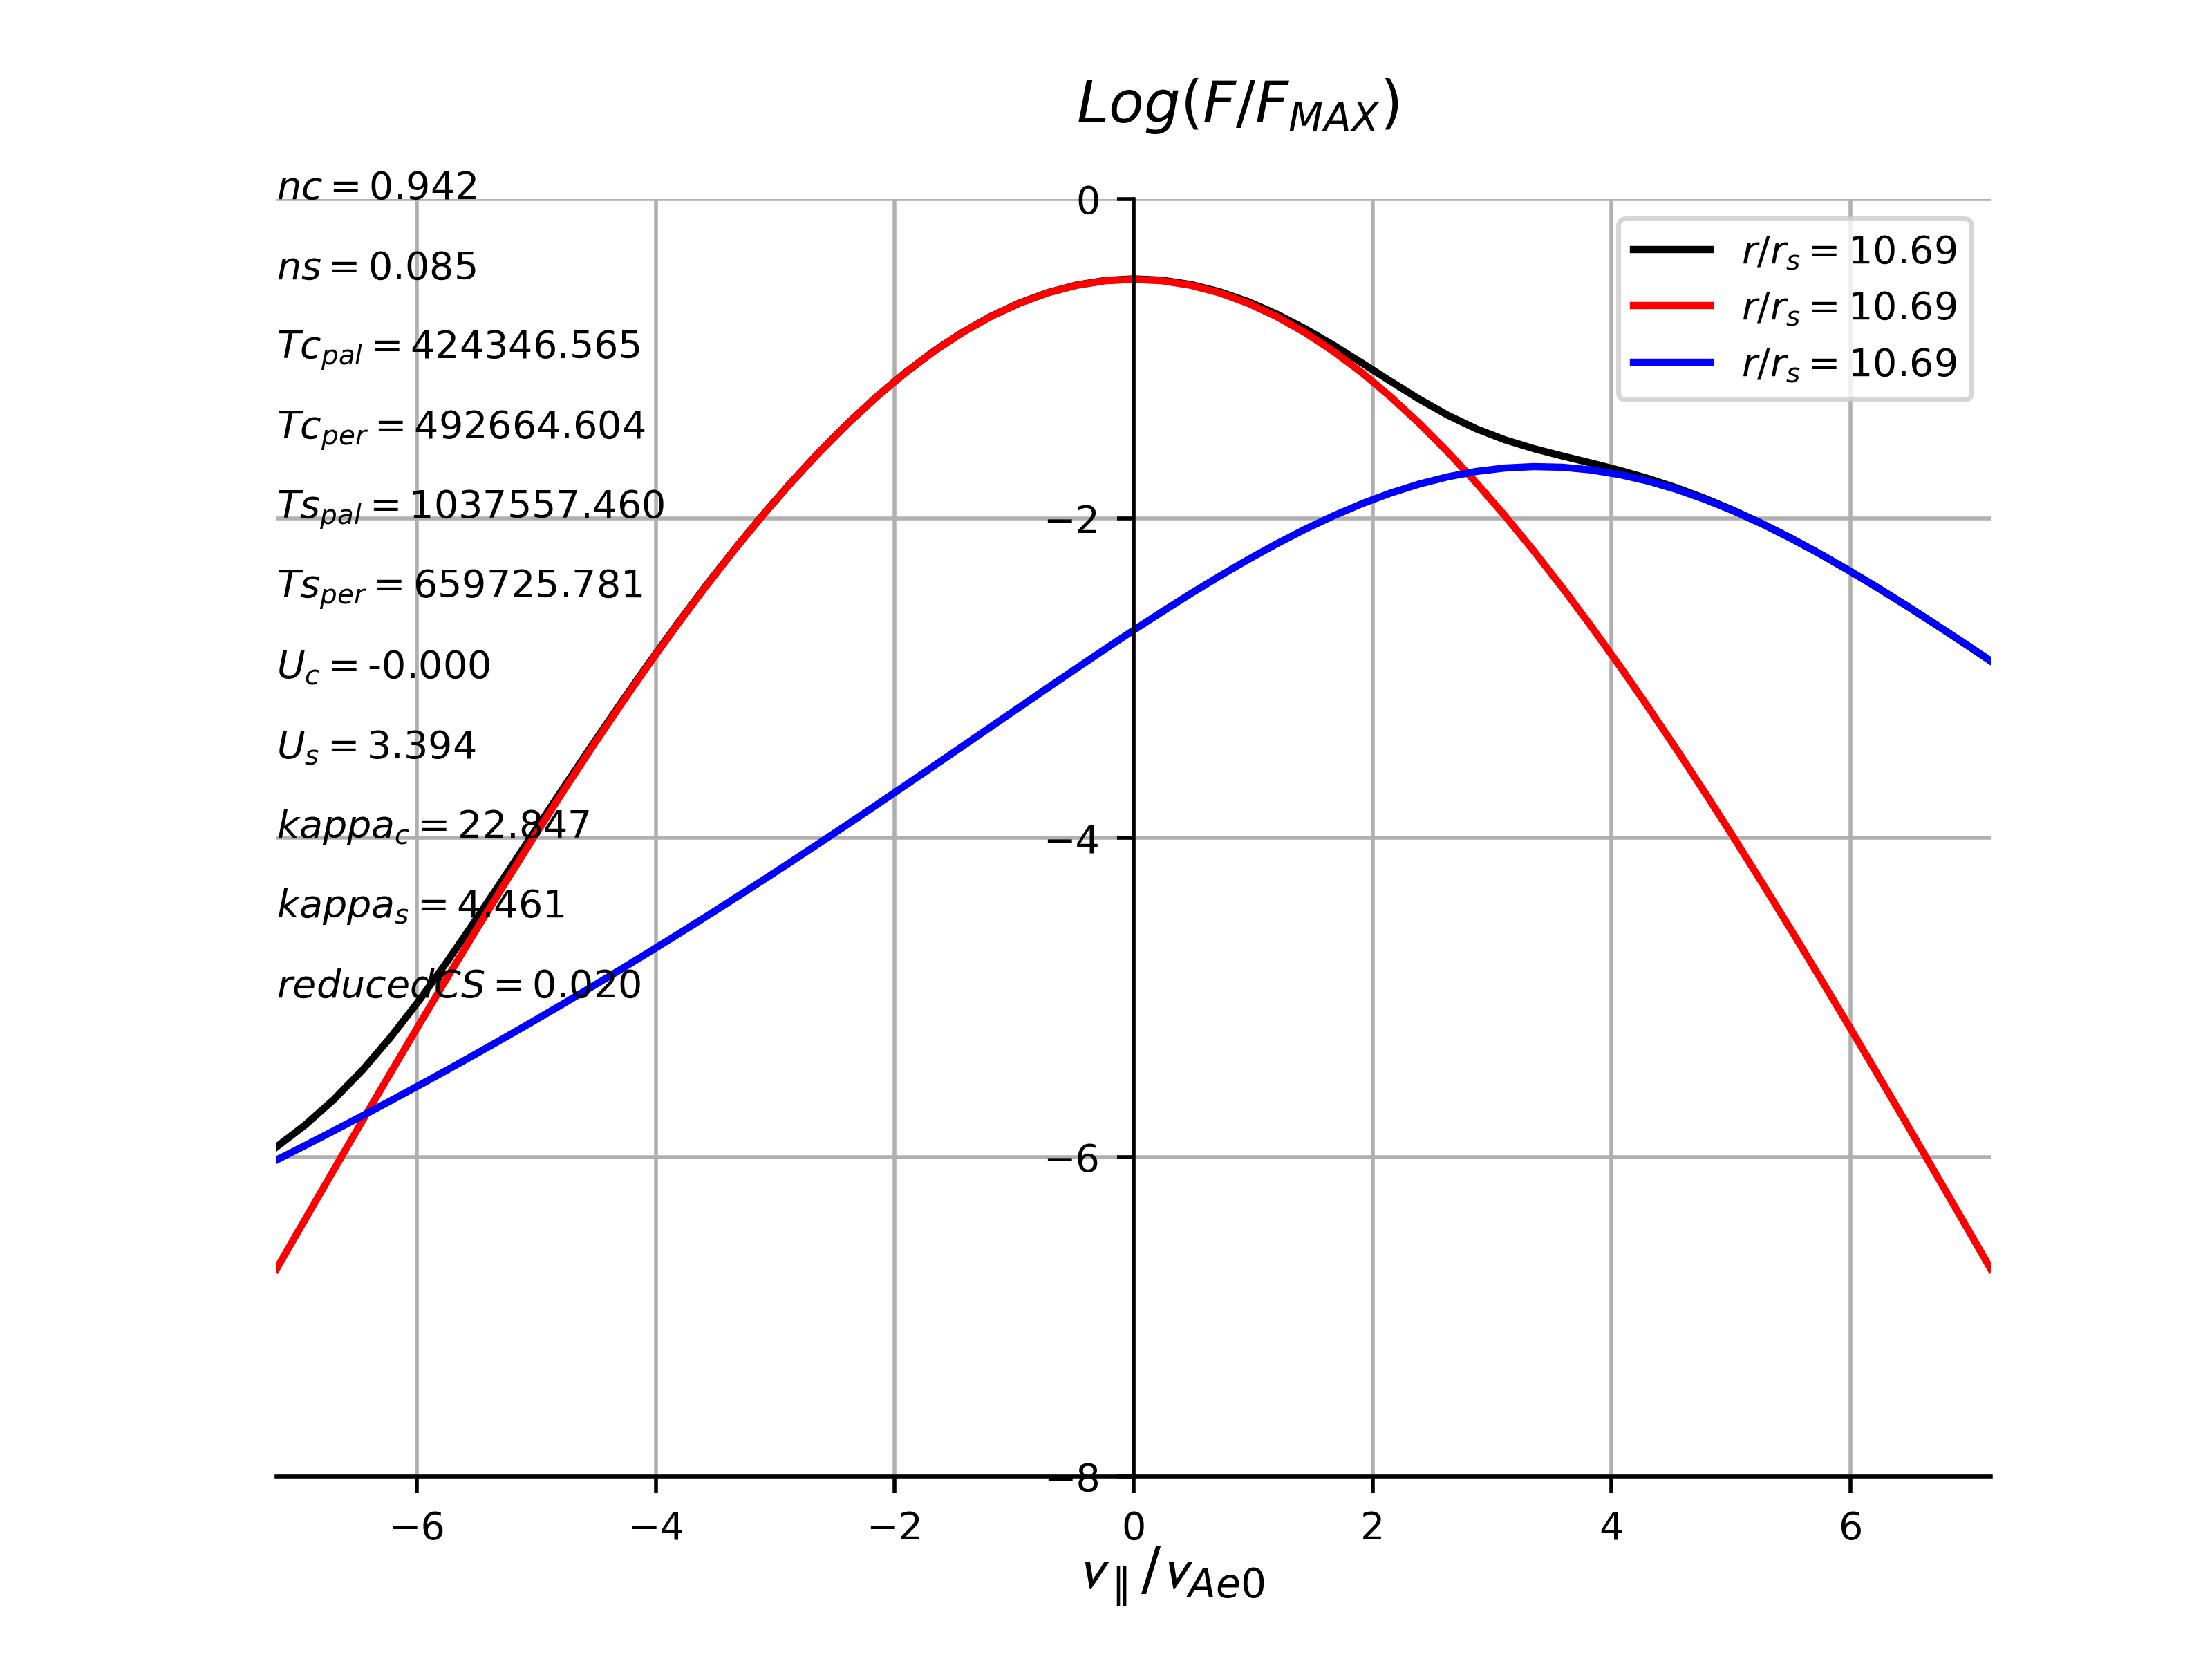 Log(F/F_MAX)
nc = 0.942
ns = 0.085
Tc_pal = 424346.565
Tc_per = 492664.604
Ts_pal = 1037557.460
Ts_per = 659725.781
U_c = -0.000
U_s = 3.394
kappa_c = 22.847
kappa_s = 4.461
reducedCS = 0.020
r/r_s = 10.69
r/r_s = 10.69
r/r_s = 10.69
0
−2
−4
−6
−8
−6 −4 −2 0 2 4 6
v_∥/v_Ae0